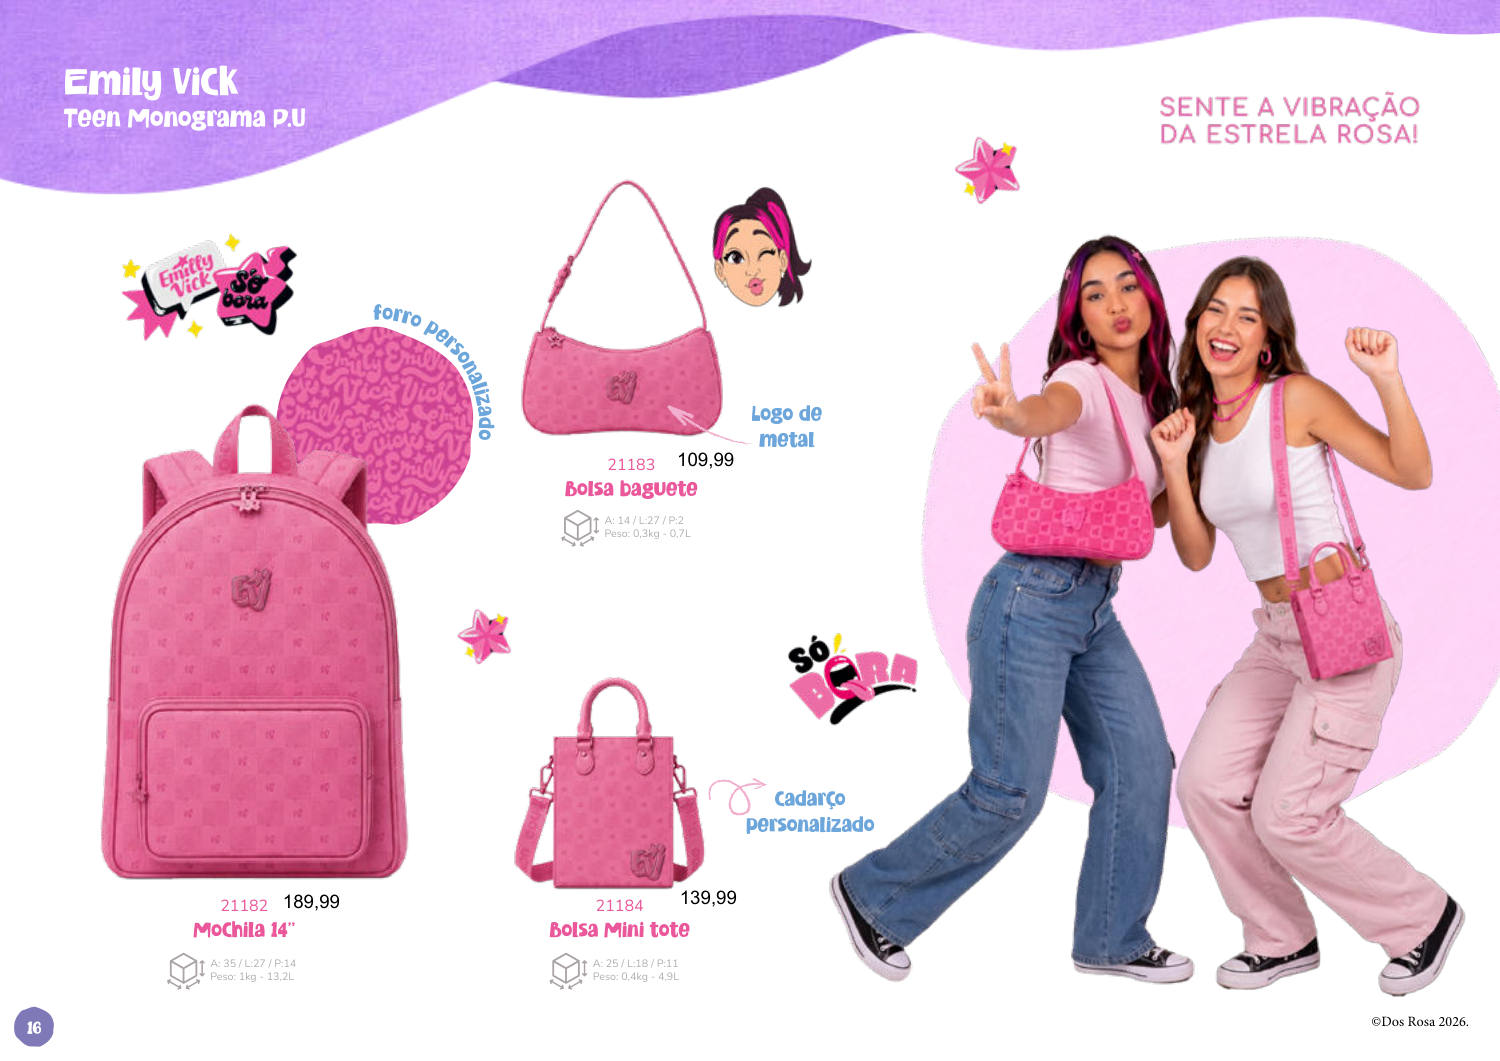 Emily Vick
Teen Monograma P.U
SENTE A VIBRAÇÃO
DA ESTRELA ROSA!
Emilly
Vick
Só
bora
forro personalizado
Logo de
metal
21183 109,99
Bolsa baguete
A: 14 / L:27 / P:2
Peso: 0,3kg - 0,7L
SÓ
BORA
Cadarço
personalizado
21182 189,99
Mochila 14"
A: 35 / L:27 / P:14
Peso: 1kg - 13,2L
21184 139,99
Bolsa Mini tote
A: 25 / L:18 / P:11
Peso: 0,4kg - 4,9L
16
©Dos Rosa 2026.